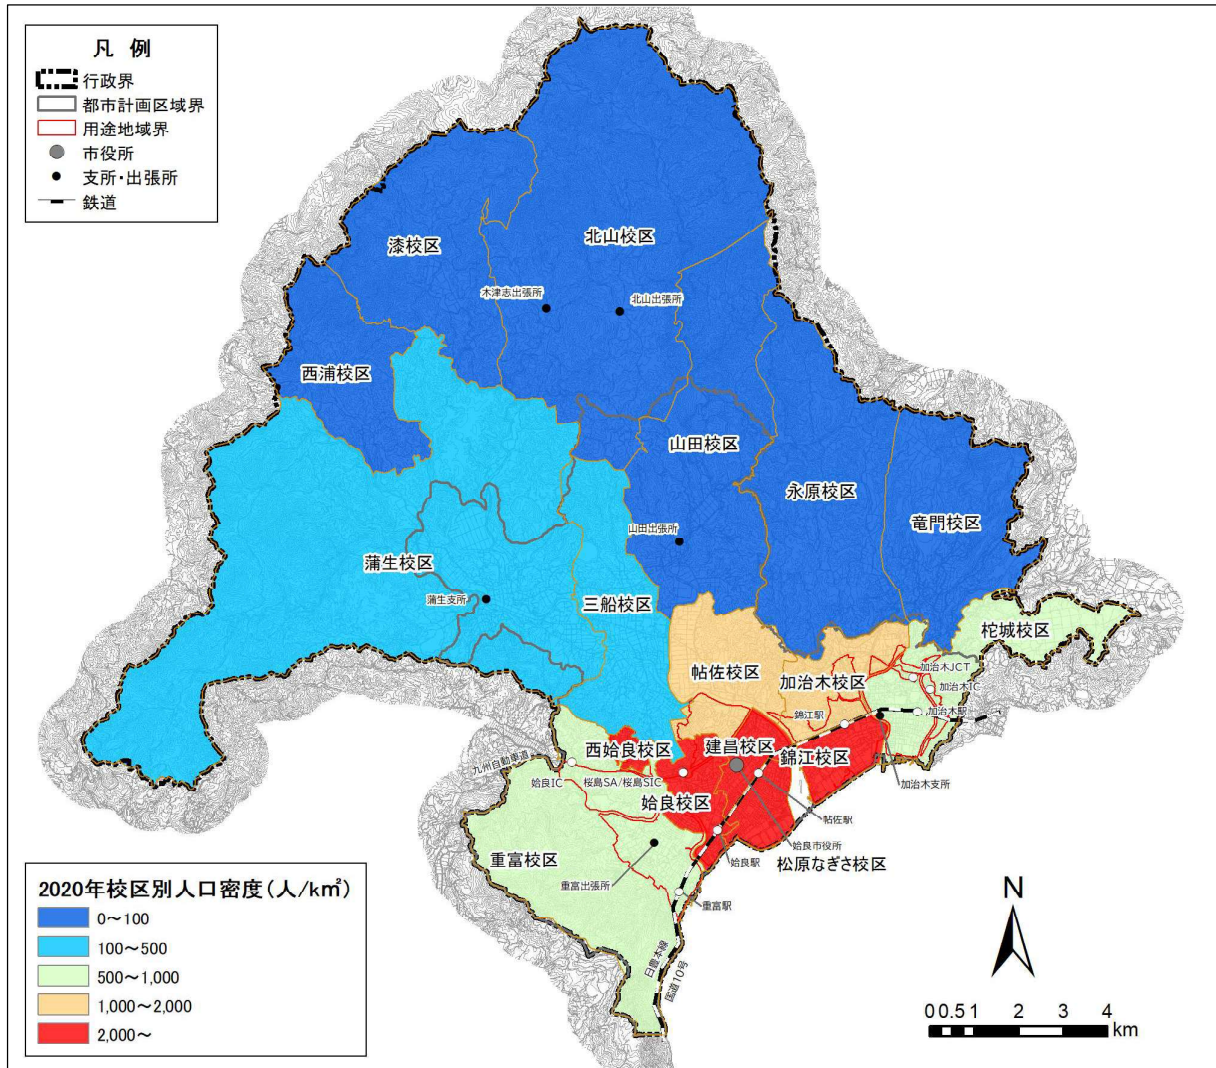 凡 例
行政界
都市計画区域界
用途地域界
市役所
支所・出張所
鉄道
北山校区
漆校区
木津志出張所
北山出張所
西浦校区
山田校区
永原校区
竜門校区
山田出張所
蒲生校区
蒲生支所
三船校区
柁城校区
帖佐校区
加治木校区
加治木JCT
加治木IC
加治木駅
錦江駅
西姶良校区
建昌校区
錦江校区
九州自動車道
姶良IC
桜島SA/桜島SIC
加治木支所
姶良校区
帖佐駅
姶良市役所
松原なぎさ校区
姶良駅
重富校区
重富出張所
重富駅
日豊本線
国道10号
2020年校区別人口密度(人/k㎡)
0～100
100～500
500～1,000
1,000～2,000
2,000～
N
0 0.5 1 2 3 4
km